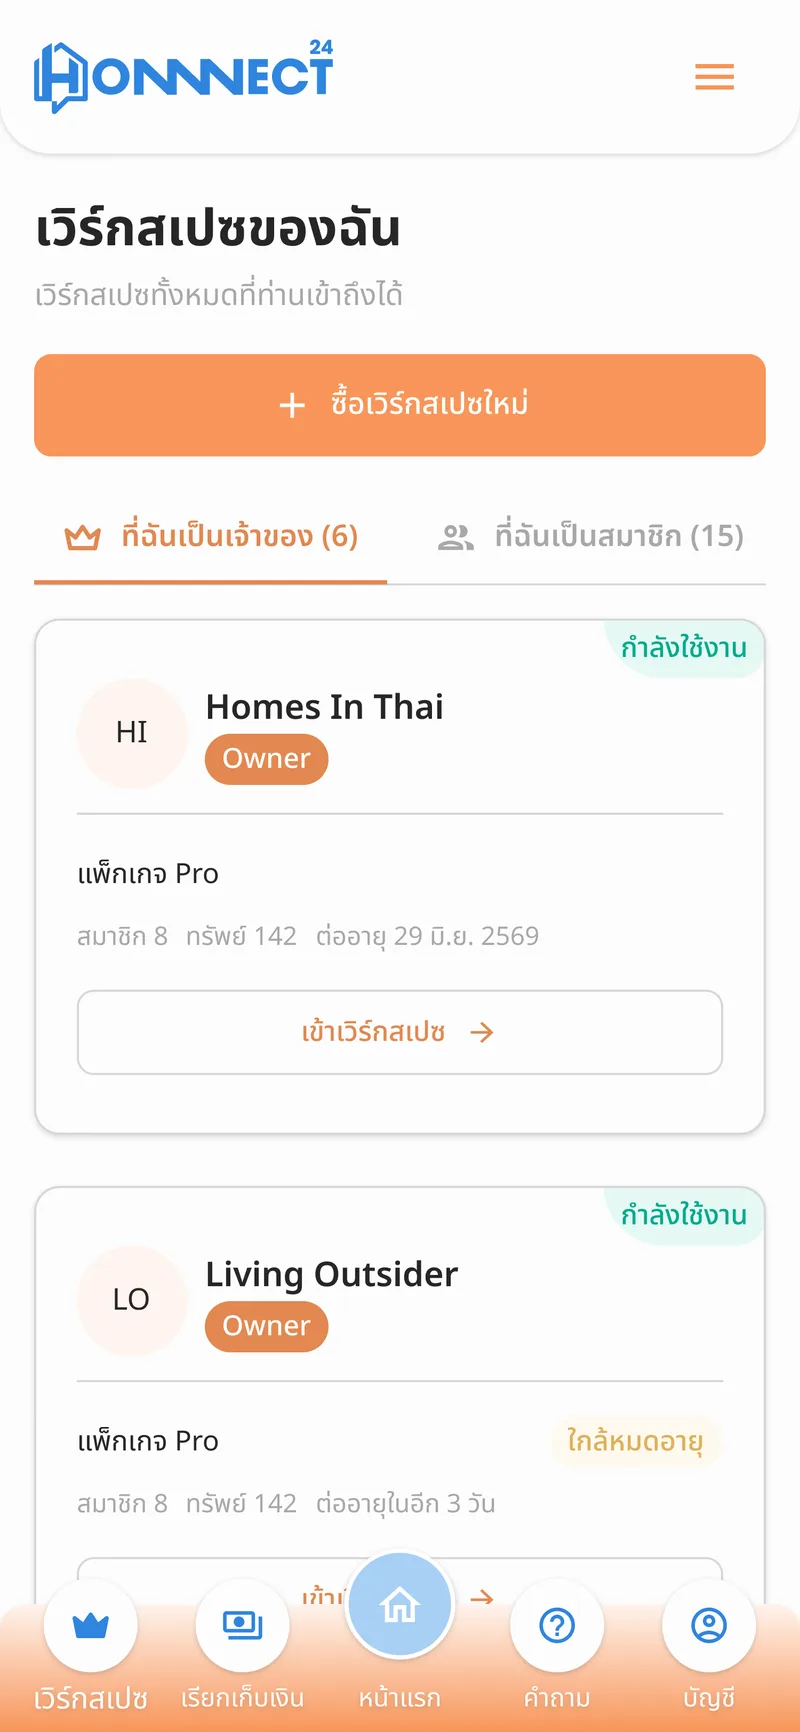 HONNNECT 24
เวิร์กสเปซของฉัน
เวิร์กสเปซทั้งหมดที่ท่านเข้าถึงได้
+ ซื้อเวิร์กสเปซใหม่
ที่ฉันเป็นเจ้าของ (6) ที่ฉันเป็นสมาชิก (15)
กำลังใช้งาน
HI
Homes In Thai
Owner
แพ็กเกจ Pro
สมาชิก 8 ทรัพย์ 142 ต่ออายุ 29 มิ.ย. 2569
เข้าเวิร์กสเปซ →
กำลังใช้งาน
LO
Living Outsider
Owner
แพ็กเกจ Pro ใกล้หมดอายุ
สมาชิก 8 ทรัพย์ 142 ต่ออายุในอีก 3 วัน
เวิร์กสเปซ เรียกเก็บเงิน หน้าแรก คำถาม บัญชี